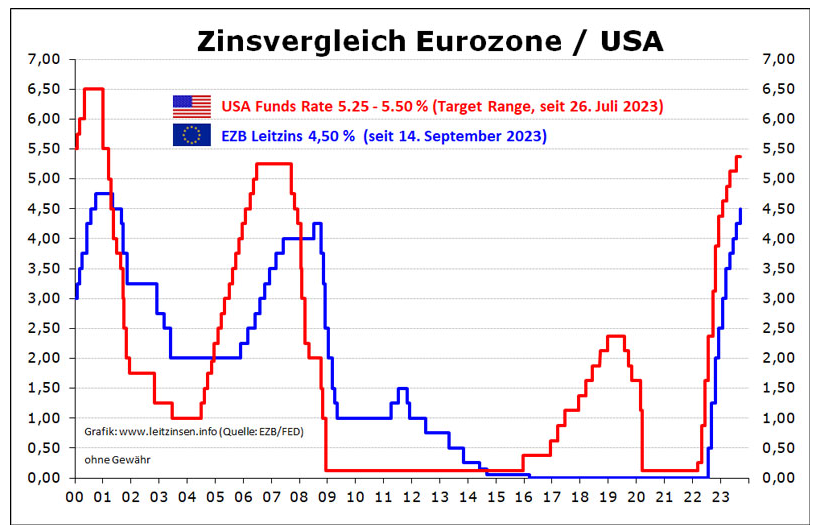 Zinsvergleich Eurozone / USA
7,00 7,00
USA Funds Rate 5.25 - 5.50 % (Target Range, seit 26. Juli 2023)
6,50 6,50
6,00 6,00
EZB Leitzins 4,50 % (seit 14. September 2023)
5,50 5,50
5,00 5,00
4,50 4,50
4,00 4,00
3,50 3,50
3,00 3,00
2,50 2,50
2,00 2,00
1,50 1,50
1,00 1,00
Grafik: www.leitzinsen.info (Quelle: EZB/FED)
0,50 0,50
ohne Gewähr
0,00 0,00
00 01 02 03 04 05 06 07 08 09 10 11 12 13 14 15 16 17 18 19 20 21 22 23